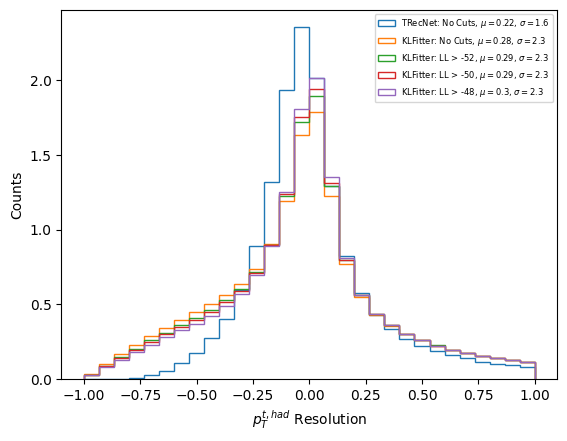 TRecNet: No Cuts, μ = 0.22, σ = 1.6
KLFitter: No Cuts, μ = 0.28, σ = 2.3
KLFitter: LL > -52, μ = 0.29, σ = 2.3
KLFitter: LL > -50, μ = 0.29, σ = 2.3
KLFitter: LL > -48, μ = 0.3, σ = 2.3
Counts
2.0
1.5
1.0
0.5
0.0
−1.00 −0.75 −0.50 −0.25 0.00 0.25 0.50 0.75 1.00
p_T^{t, had} Resolution